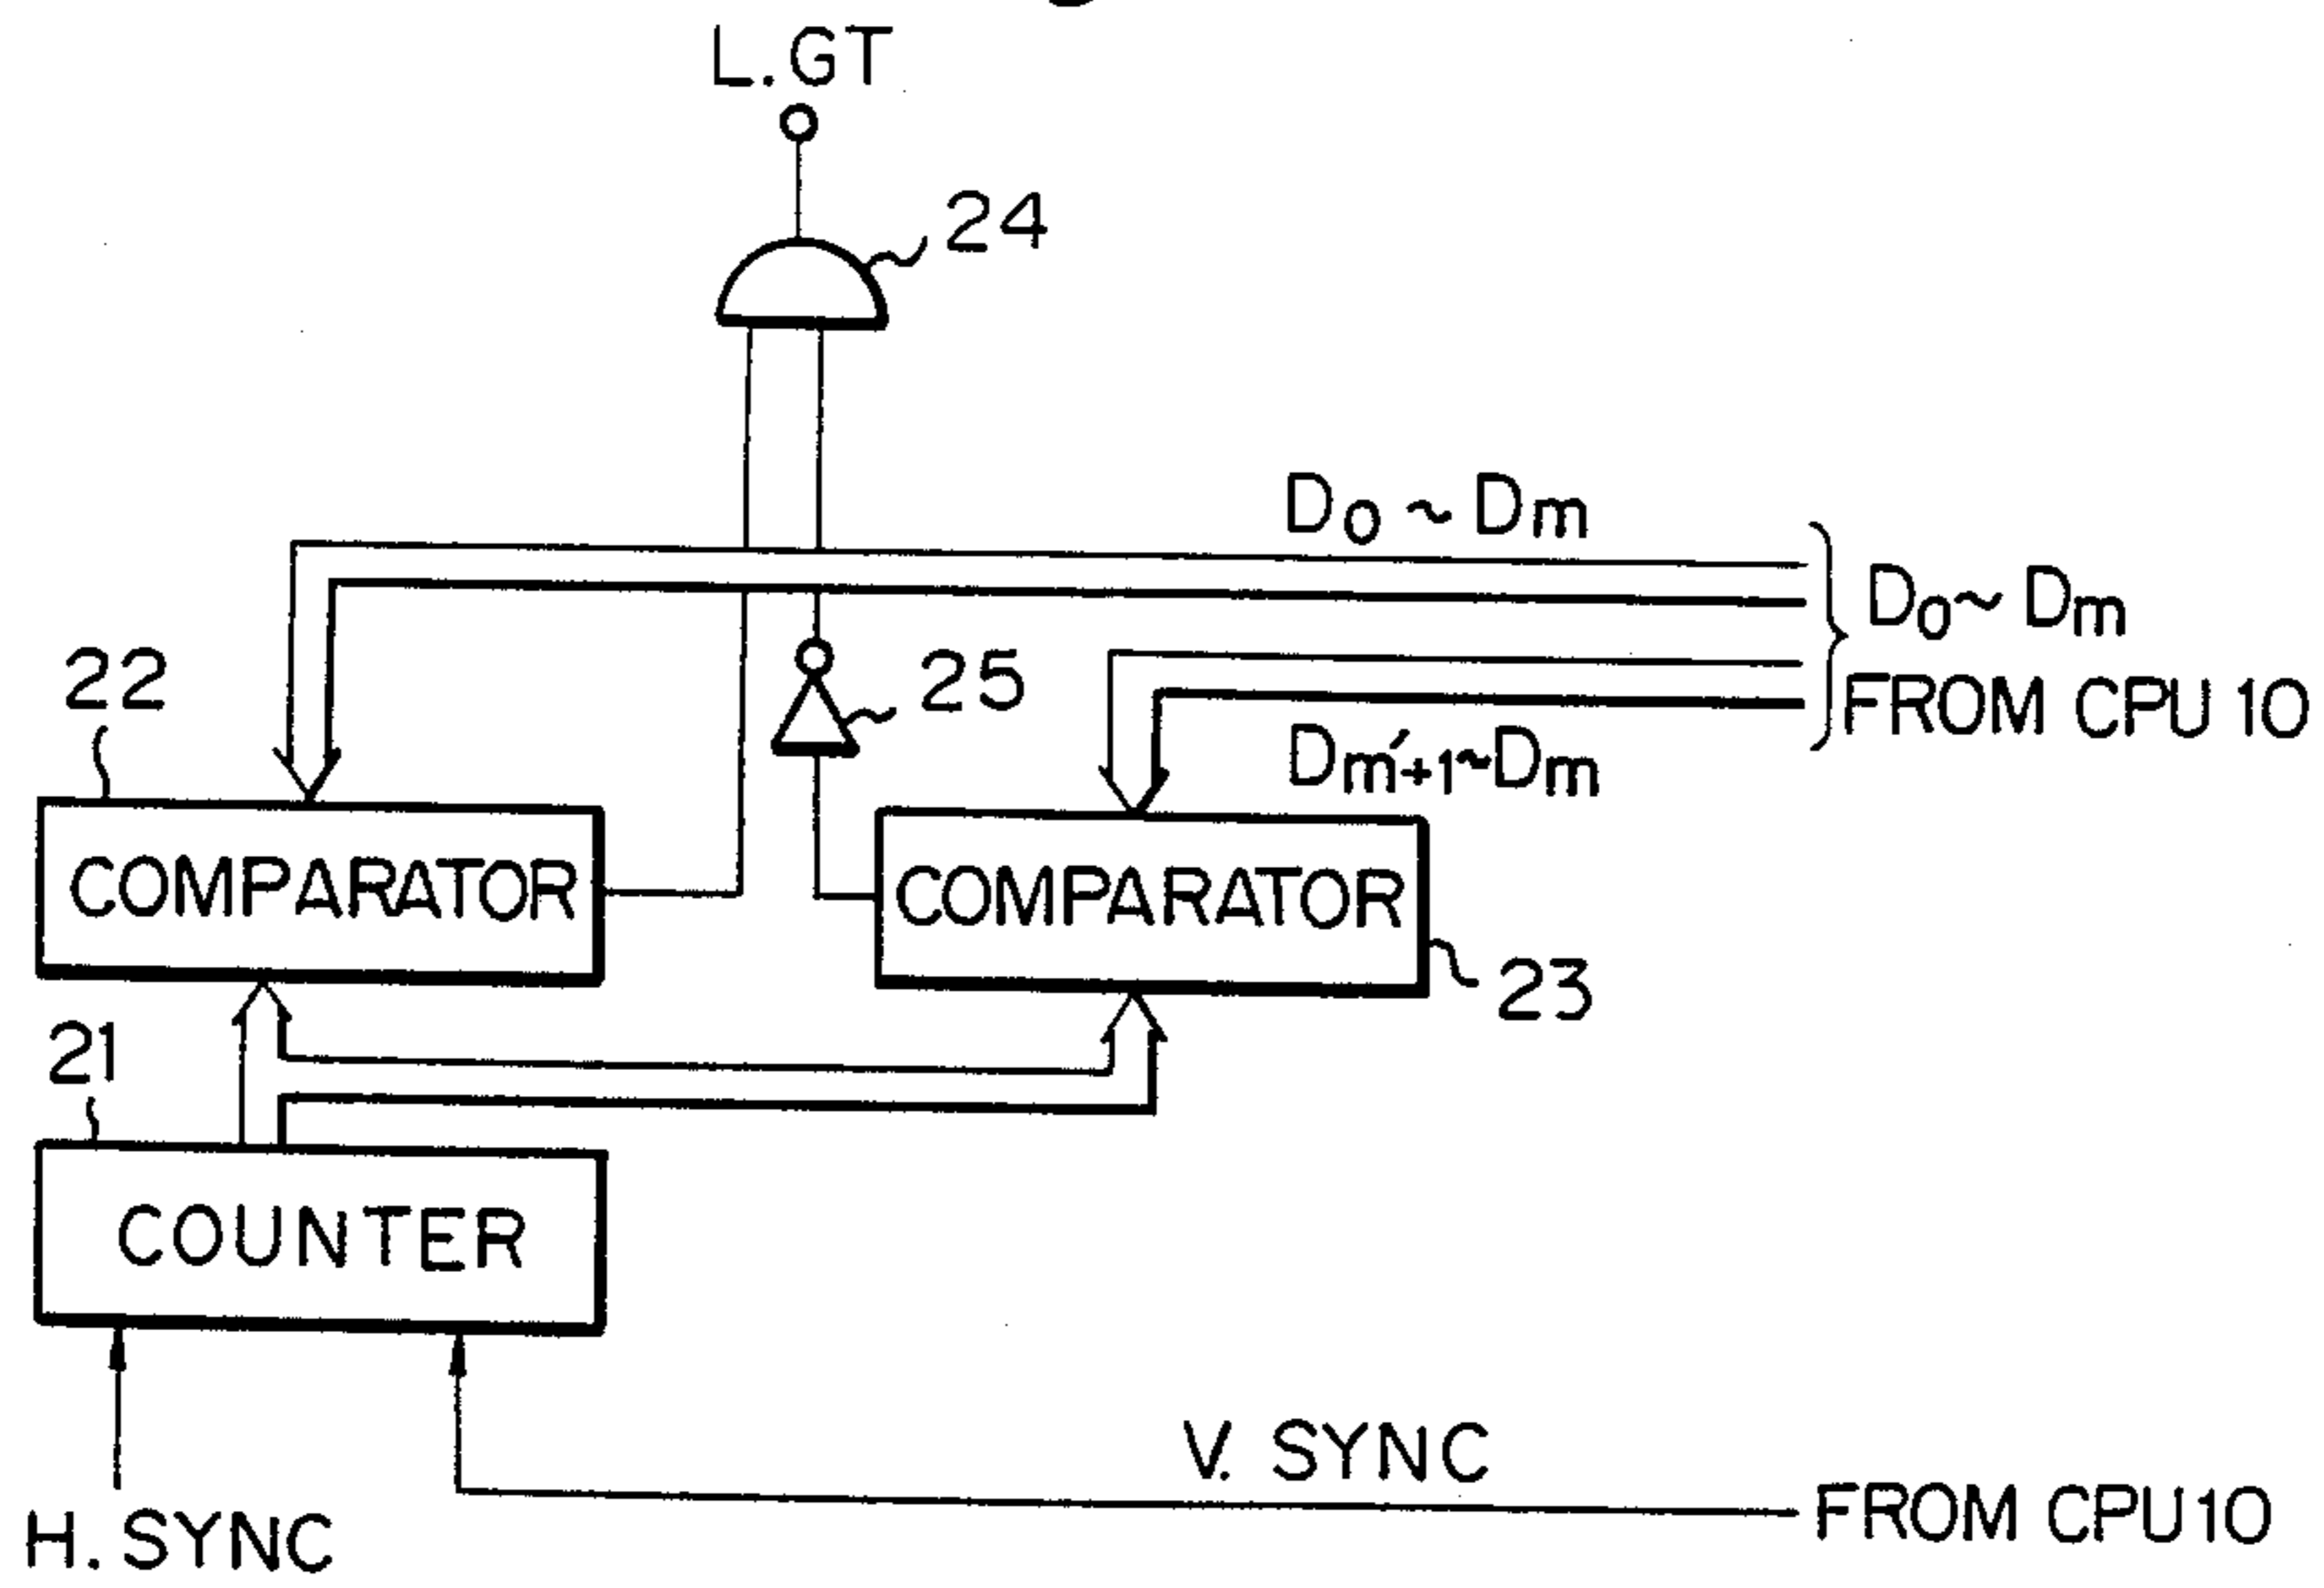 L.GT
24
D0 ~ Dm
D0 ~ Dm
22
25
FROM CPU 10
Dm'+1~Dm
COMPARATOR
COMPARATOR
23
21
COUNTER
V. SYNC
FROM CPU 10
H. SYNC